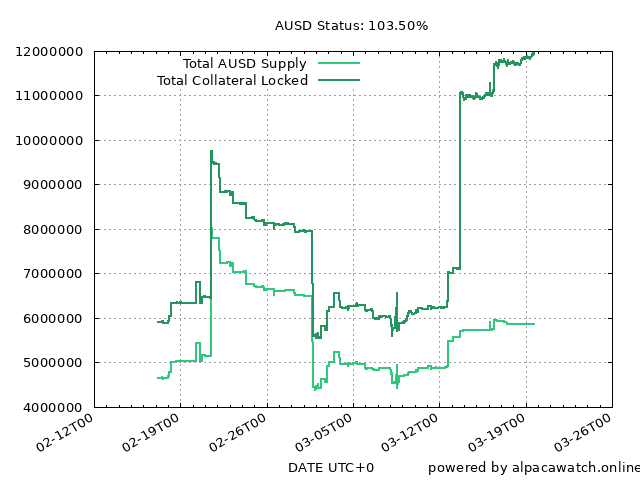 AUSD Status: 103.50%
Total AUSD Supply
Total Collateral Locked
12000000
11000000
10000000
9000000
8000000
7000000
6000000
5000000
4000000
02-12T00
02-19T00
02-26T00
03-05T00
03-12T00
03-19T00
03-26T00
DATE UTC+0
powered by alpacawatch.online